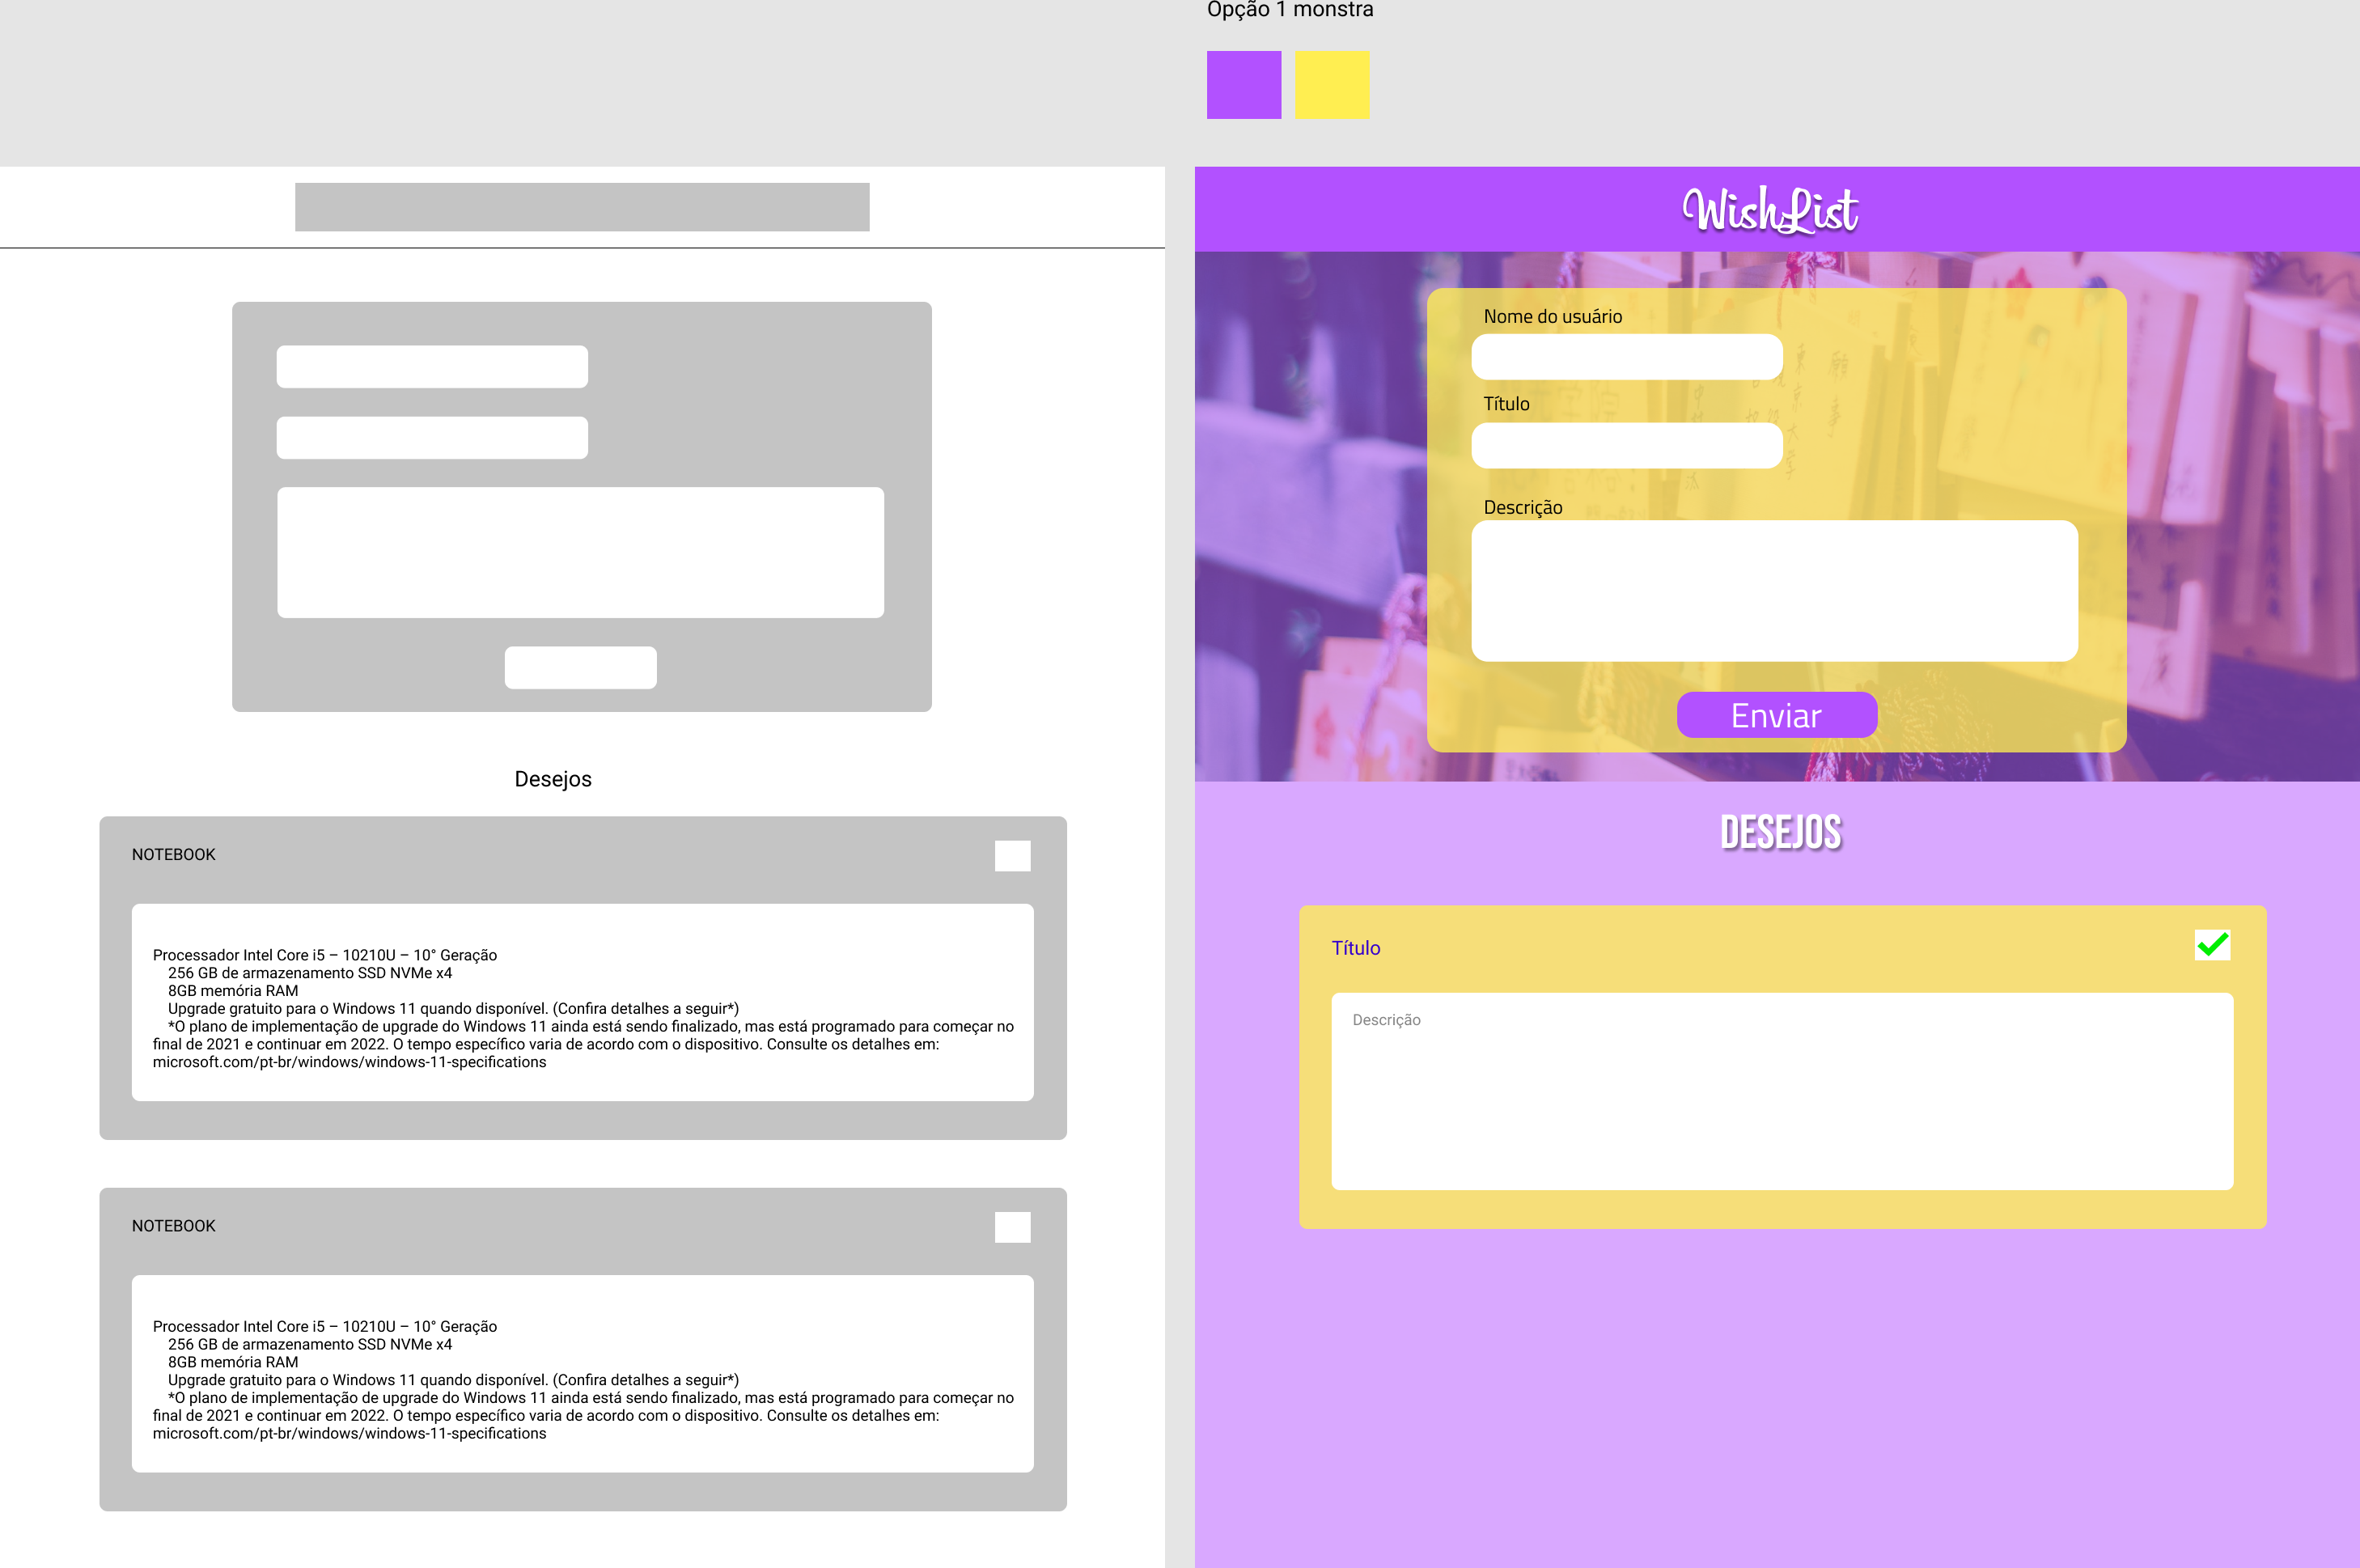 Opção 1 monstra
Desejos
NOTEBOOK
Processador Intel Core i5 – 10210U – 10° Geração
256 GB de armazenamento SSD NVMe x4
8GB memória RAM
Upgrade gratuito para o Windows 11 quando disponível. (Confira detalhes a seguir*)
*O plano de implementação de upgrade do Windows 11 ainda está sendo finalizado, mas está programado para começar no
final de 2021 e continuar em 2022. O tempo específico varia de acordo com o dispositivo. Consulte os detalhes em:
microsoft.com/pt-br/windows/windows-11-specifications
NOTEBOOK
Processador Intel Core i5 – 10210U – 10° Geração
256 GB de armazenamento SSD NVMe x4
8GB memória RAM
Upgrade gratuito para o Windows 11 quando disponível. (Confira detalhes a seguir*)
*O plano de implementação de upgrade do Windows 11 ainda está sendo finalizado, mas está programado para começar no
final de 2021 e continuar em 2022. O tempo específico varia de acordo com o dispositivo. Consulte os detalhes em:
microsoft.com/pt-br/windows/windows-11-specifications
WishList
Nome do usuário
Título
Descrição
Enviar
DESEJOS
Título
Descrição